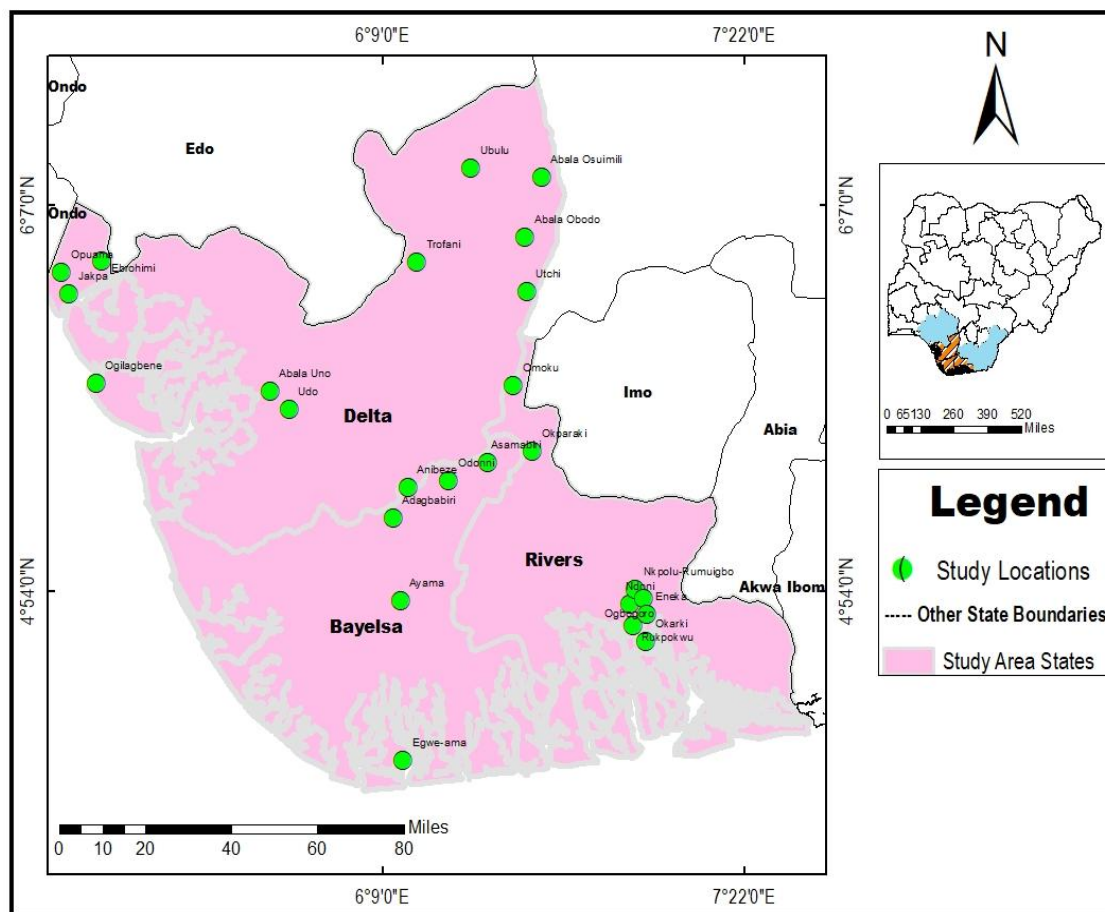 6°9'0"E
7°22'0"E
N
Ondo
Edo
Ubulu
Abala Osuimili
6°7'0"N
6°7'0"N
Ondo
Abala Obodo
Trofani
Opuama
Ebrohimi
Jakpa
Utchi
Ogilagbene
Abala Uno
Udo
Omoku
Imo
Delta
Abia
0 65130 260 390 520
Miles
Okparaki
Asamabiri
Odonni
Anibeze
Adagbabiri
Legend
Rivers
Nkpolu-Rumuigbo
Study Locations
Ndoni
Eneka
Akwa Ibom
4°54'0"N
4°54'0"N
Ayama
Ogbogoro
Okarki
Other State Boundaries
Bayelsa
Rukpokwu
Study Area States
Egwe-ama
Miles
0 10 20 40 60 80
6°9'0"E
7°22'0"E